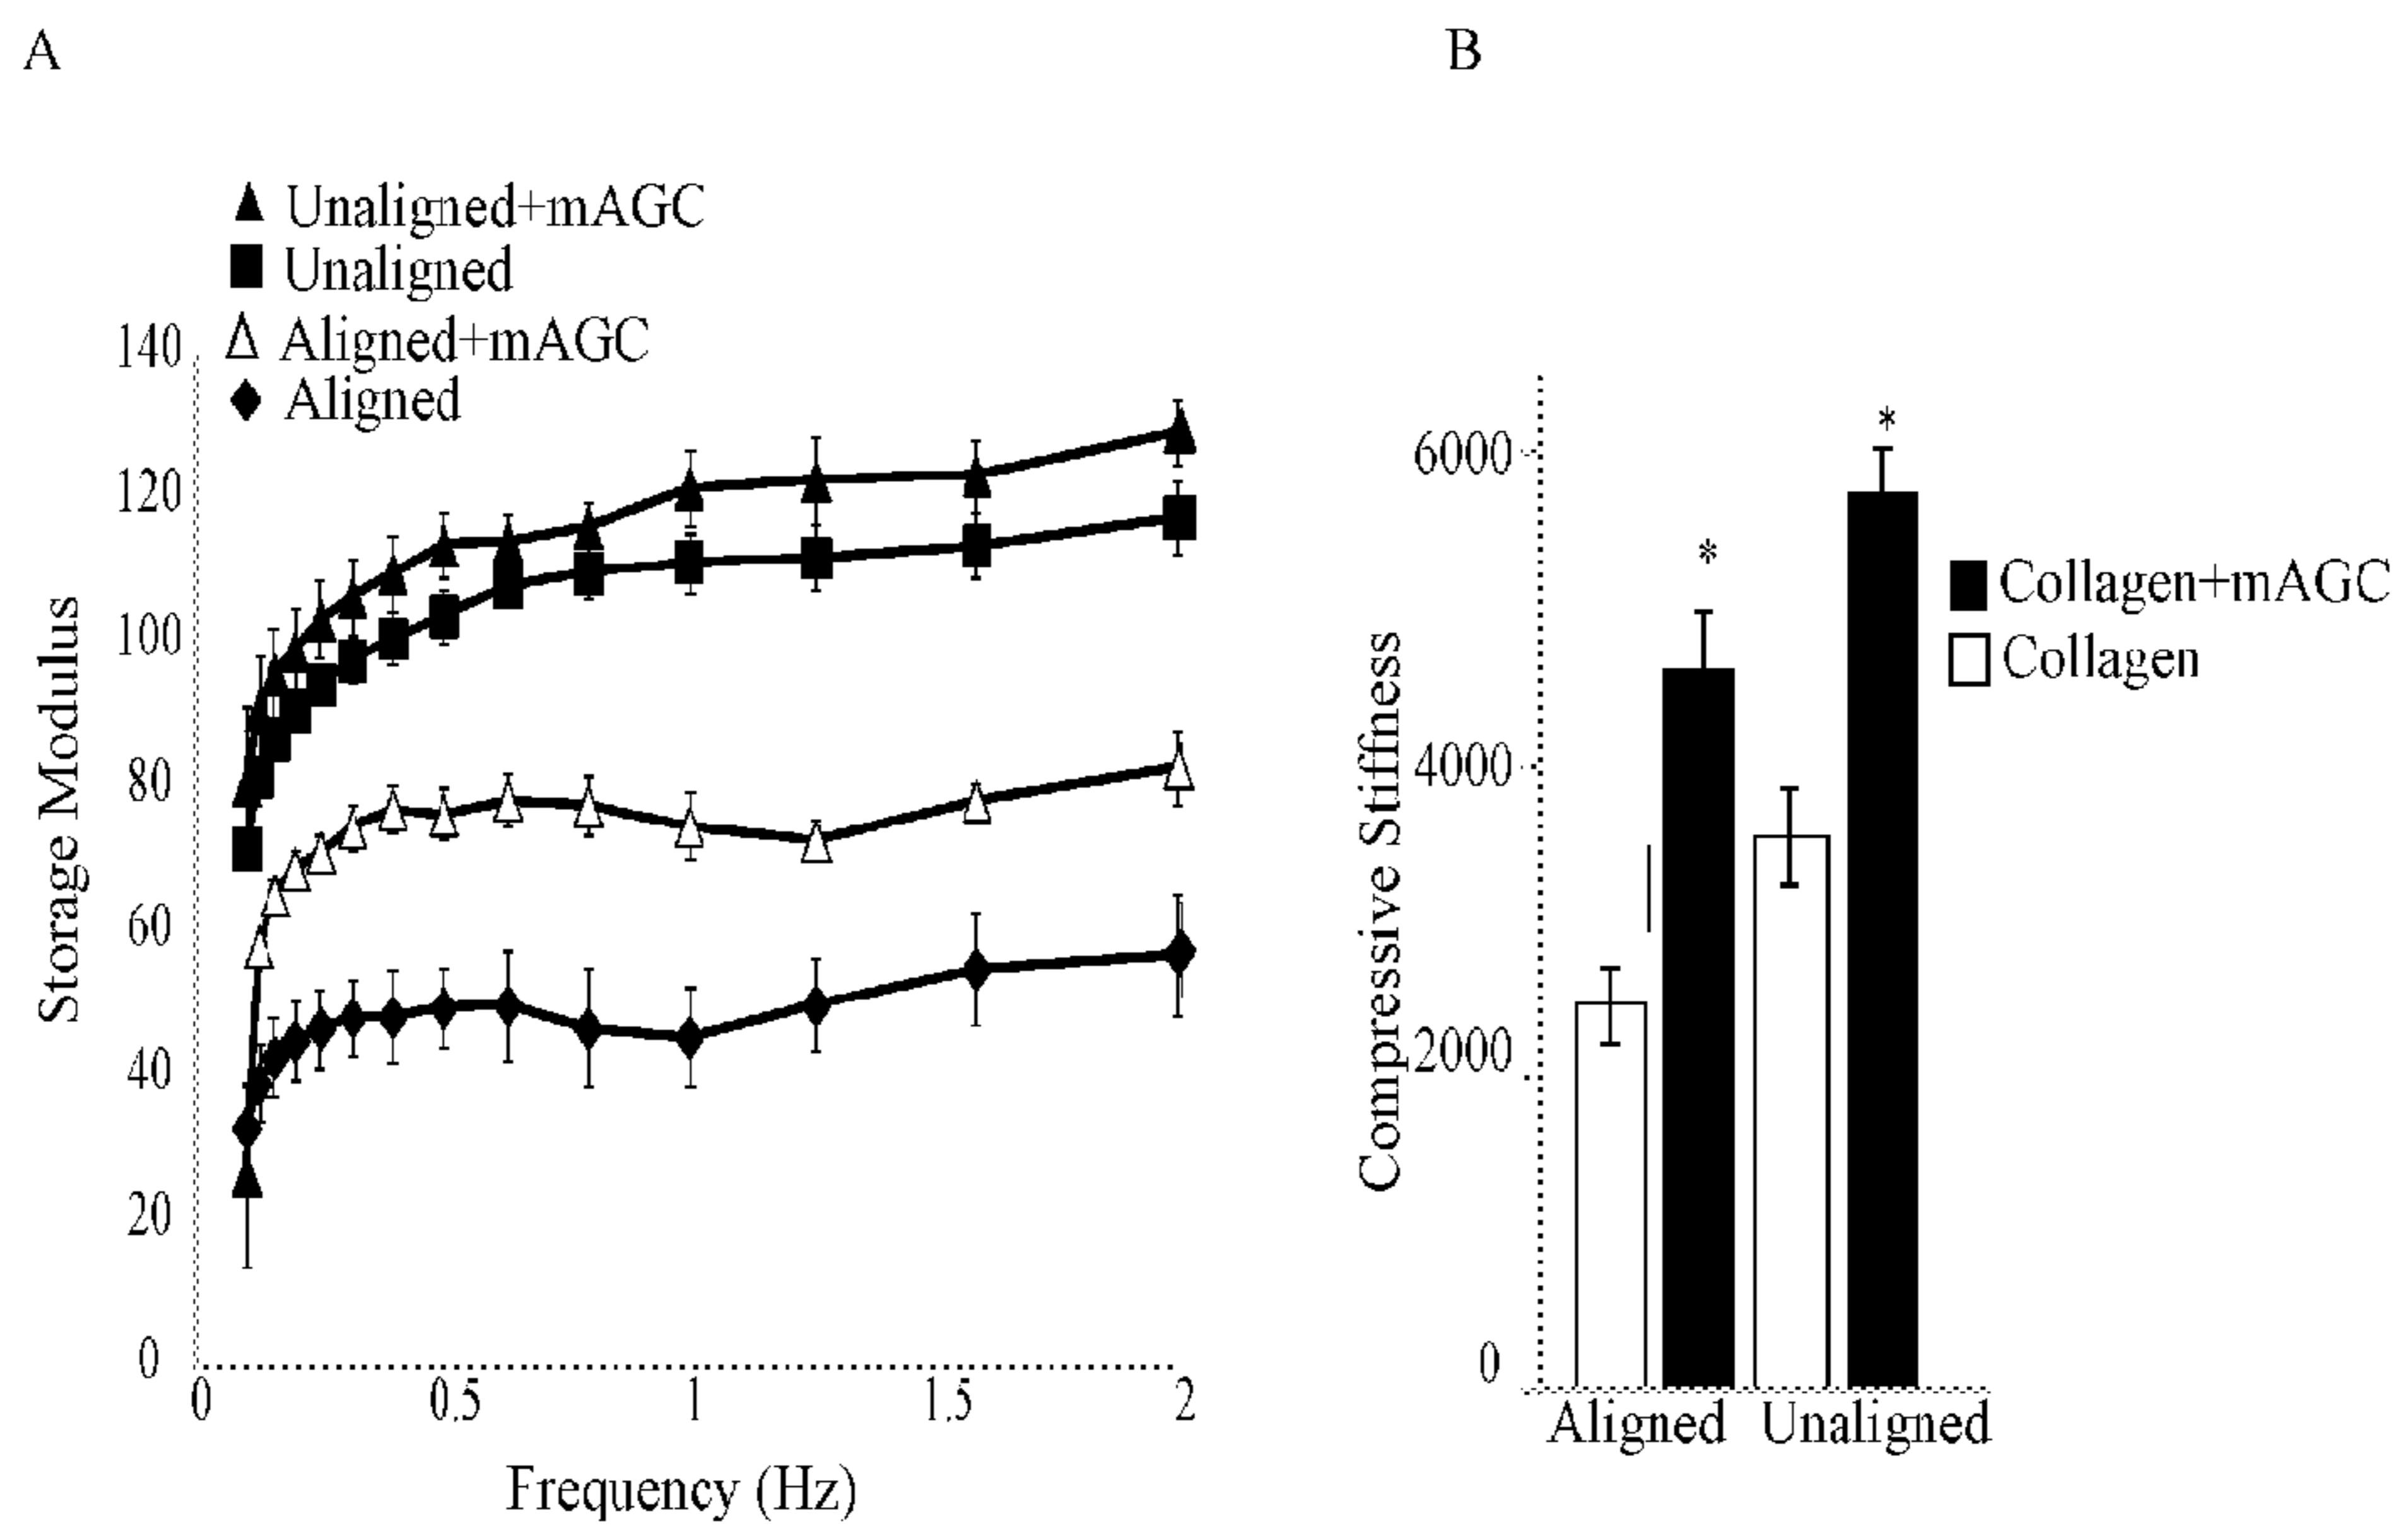 A
B
Unaligned+mAGC
Unaligned
Aligned+mAGC
Aligned
140
120
100
80
60
40
20
0
Storage Modulus
0
0.5
1
1.5
2
Frequency (Hz)
6000
4000
2000
0
Compressive Stiffness
*
*
Aligned
Unaligned
Collagen+mAGC
Collagen